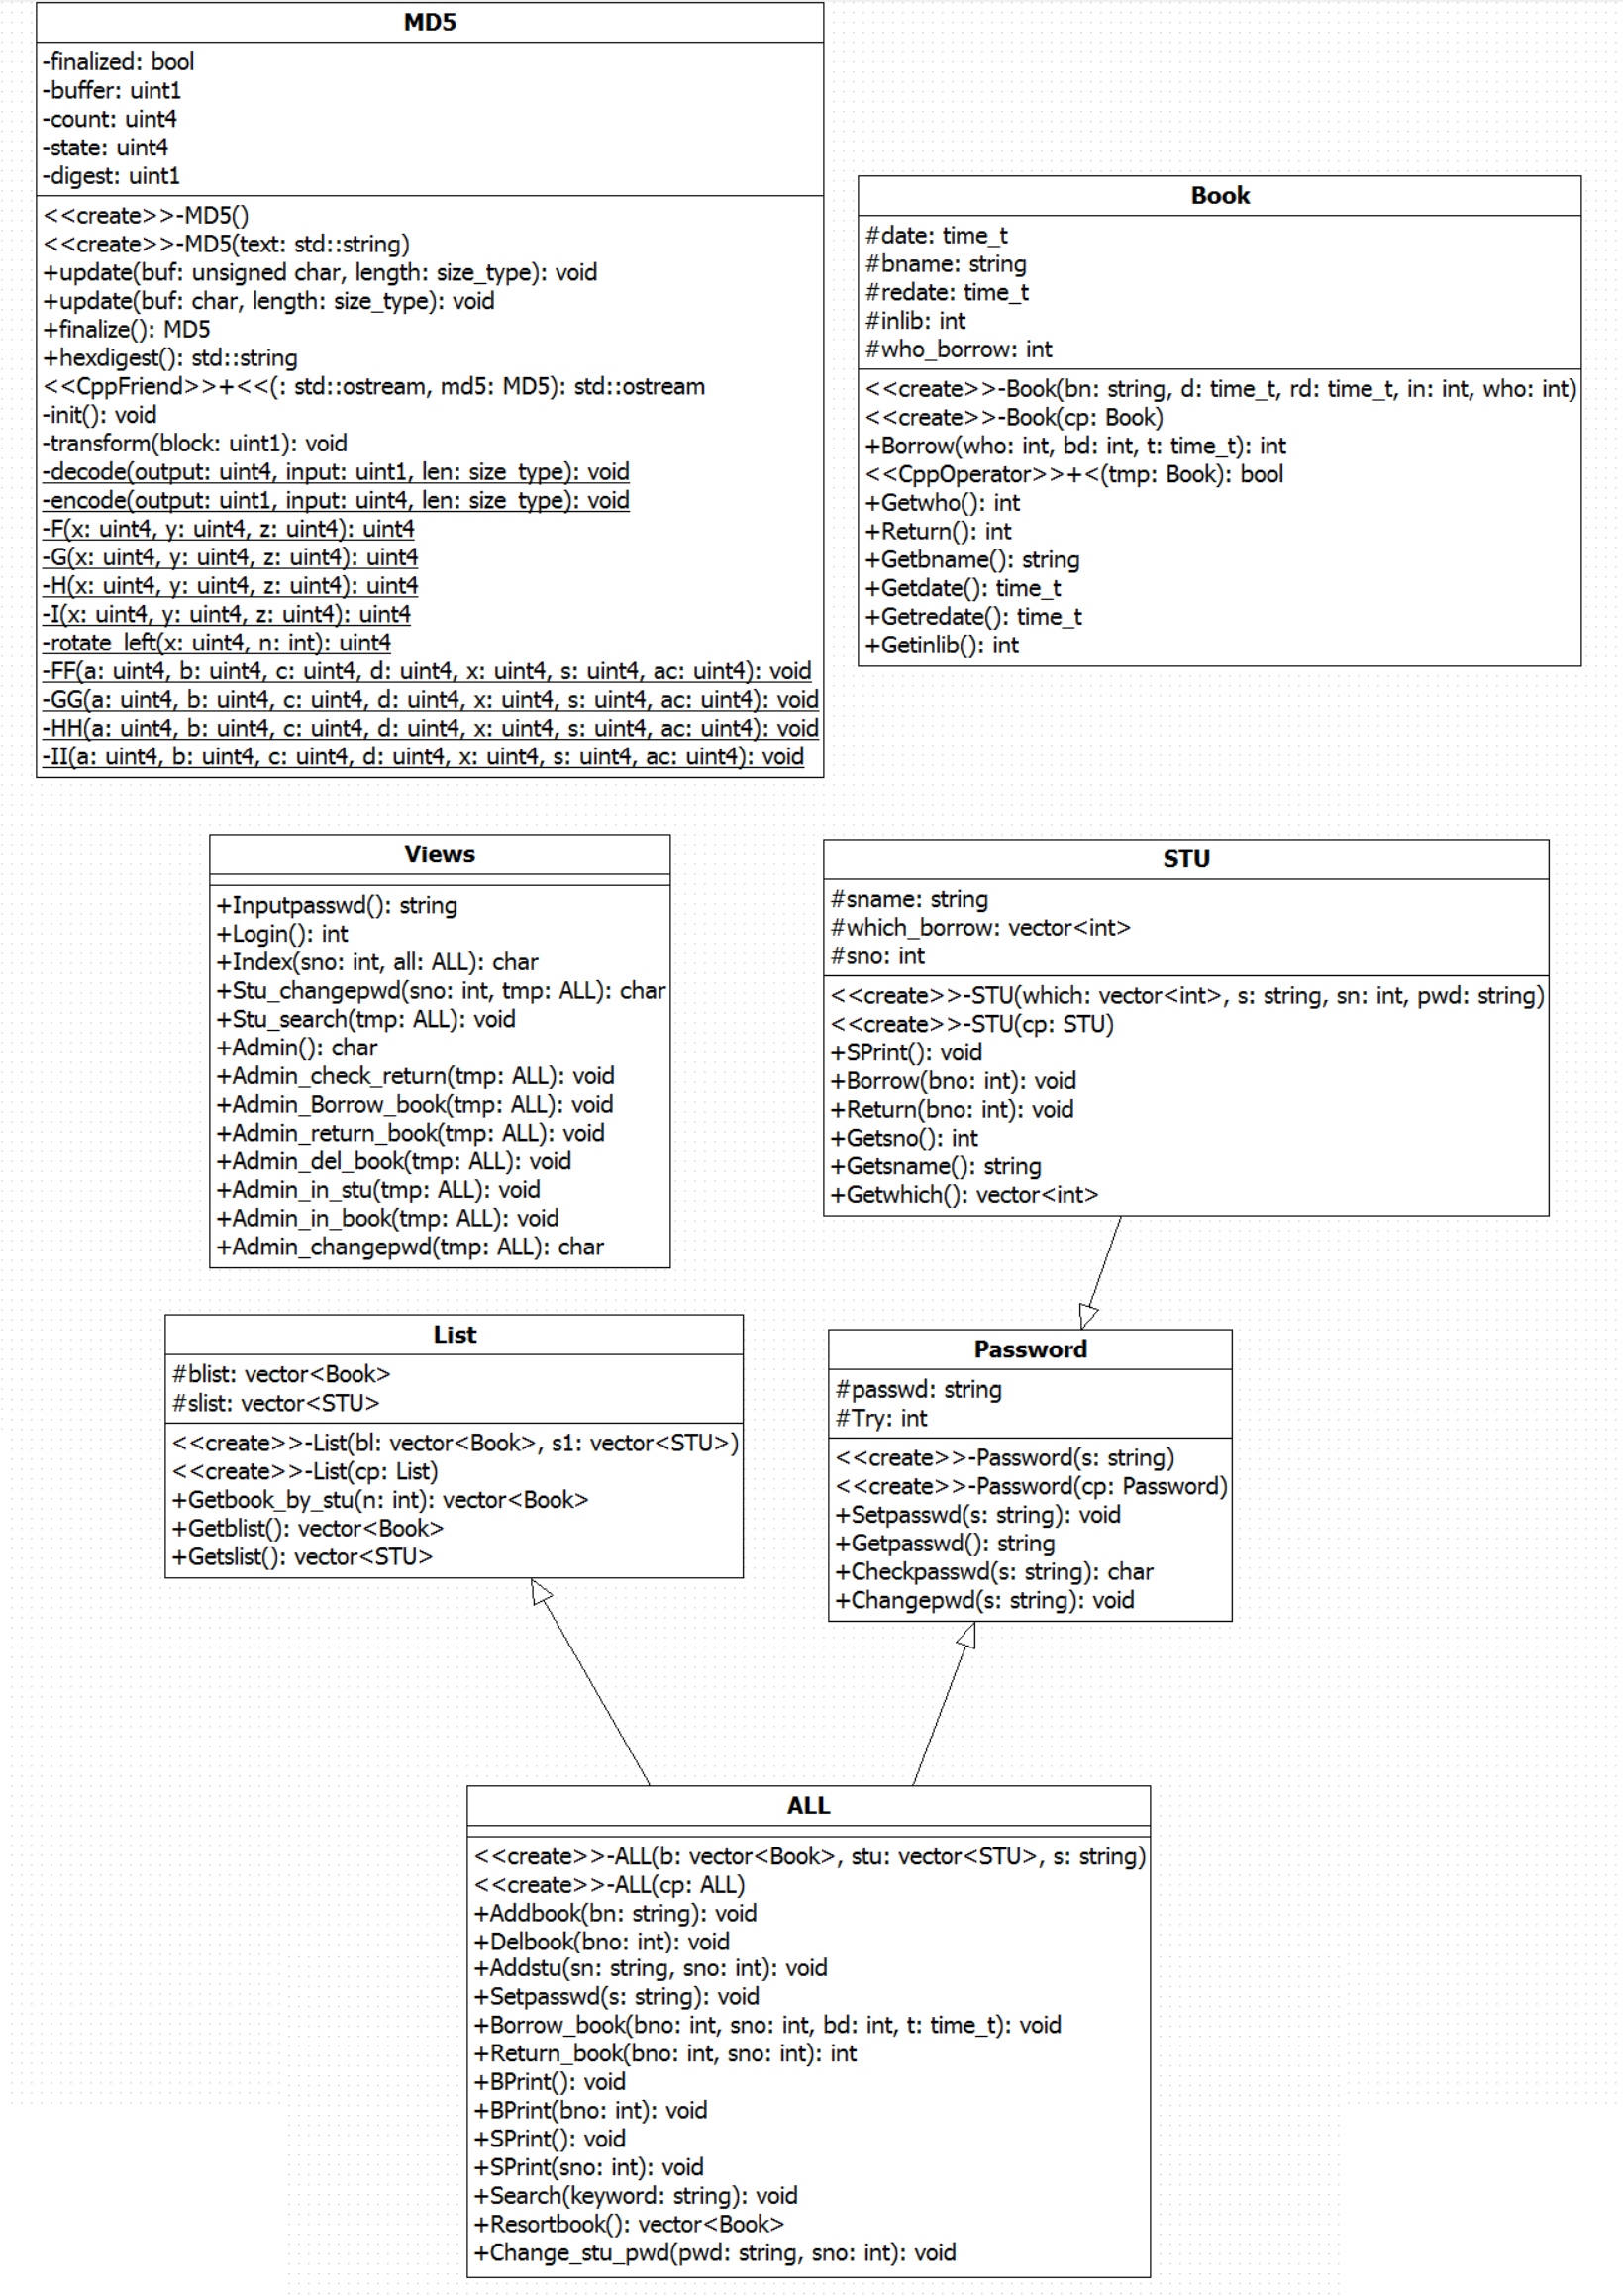 MD5
-finalized: bool
-buffer: uint1
-count: uint4
-state: uint4
-digest: uint1
<<create>>-MD5()
<<create>>-MD5(text: std::string)
+update(buf: unsigned char, length: size_type): void
+update(buf: char, length: size_type): void
+finalize(): MD5
+hexdigest(): std::string
<<CppFriend>>+<<(: std::ostream, md5: MD5): std::ostream
-init(): void
-transform(block: uint1): void
-decode(output: uint4, input: uint1, len: size_type): void
-encode(output: uint1, input: uint4, len: size_type): void
-F(x: uint4, y: uint4, z: uint4): uint4
-G(x: uint4, y: uint4, z: uint4): uint4
-H(x: uint4, y: uint4, z: uint4): uint4
-I(x: uint4, y: uint4, z: uint4): uint4
-rotate_left(x: uint4, n: int): uint4
-FF(a: uint4, b: uint4, c: uint4, d: uint4, x: uint4, s: uint4, ac: uint4): void
-GG(a: uint4, b: uint4, c: uint4, d: uint4, x: uint4, s: uint4, ac: uint4): void
-HH(a: uint4, b: uint4, c: uint4, d: uint4, x: uint4, s: uint4, ac: uint4): void
-II(a: uint4, b: uint4, c: uint4, d: uint4, x: uint4, s: uint4, ac: uint4): void
Book
#date: time_t
#bname: string
#redate: time_t
#inlib: int
#who_borrow: int
<<create>>-Book(bn: string, d: time_t, rd: time_t, in: int, who: int)
<<create>>-Book(cp: Book)
+Borrow(who: int, bd: int, t: time_t): int
<<CppOperator>>+<(tmp: Book): bool
+Getwho(): int
+Return(): int
+Getbname(): string
+Getdate(): time_t
+Getredate(): time_t
+Getinlib(): int
Views
+Inputpasswd(): string
+Login(): int
+Index(sno: int, all: ALL): char
+Stu_changepwd(sno: int, tmp: ALL): char
+Stu_search(tmp: ALL): void
+Admin(): char
+Admin_check_return(tmp: ALL): void
+Admin_Borrow_book(tmp: ALL): void
+Admin_return_book(tmp: ALL): void
+Admin_del_book(tmp: ALL): void
+Admin_in_stu(tmp: ALL): void
+Admin_in_book(tmp: ALL): void
+Admin_changepwd(tmp: ALL): char
STU
#sname: string
#which_borrow: vector<int>
#sno: int
<<create>>-STU(which: vector<int>, s: string, sn: int, pwd: string)
<<create>>-STU(cp: STU)
+SPrint(): void
+Borrow(bno: int): void
+Return(bno: int): void
+Getsno(): int
+Getsname(): string
+Getwhich(): vector<int>
List
#blist: vector<Book>
#slist: vector<STU>
<<create>>-List(bl: vector<Book>, s1: vector<STU>)
<<create>>-List(cp: List)
+Getbook_by_stu(n: int): vector<Book>
+Getblist(): vector<Book>
+Getslist(): vector<STU>
Password
#passwd: string
#Try: int
<<create>>-Password(s: string)
<<create>>-Password(cp: Password)
+Setpasswd(s: string): void
+Getpasswd(): string
+Checkpasswd(s: string): char
+Changepwd(s: string): void
ALL
<<create>>-ALL(b: vector<Book>, stu: vector<STU>, s: string)
<<create>>-ALL(cp: ALL)
+Addbook(bn: string): void
+Delbook(bno: int): void
+Addstu(sn: string, sno: int): void
+Setpasswd(s: string): void
+Borrow_book(bno: int, sno: int, bd: int, t: time_t): void
+Return_book(bno: int, sno: int): int
+BPrint(): void
+BPrint(bno: int): void
+SPrint(): void
+SPrint(sno: int): void
+Search(keyword: string): void
+Resortbook(): vector<Book>
+Change_stu_pwd(pwd: string, sno: int): void